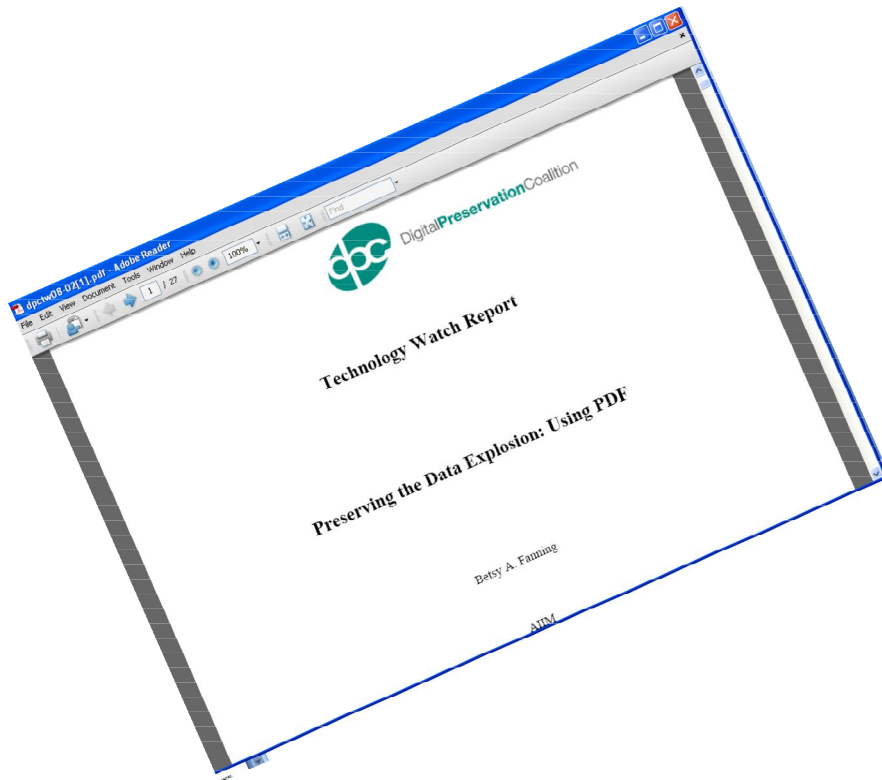 dpctw08-02[1].pdf - Adobe Reader
File Edit View Document Tools Window Help
1 / 27 100% Find
dpc DigitalPreservationCoalition
Technology Watch Report
Preserving the Data Explosion: Using PDF
Betsy A. Fanning
AIIM